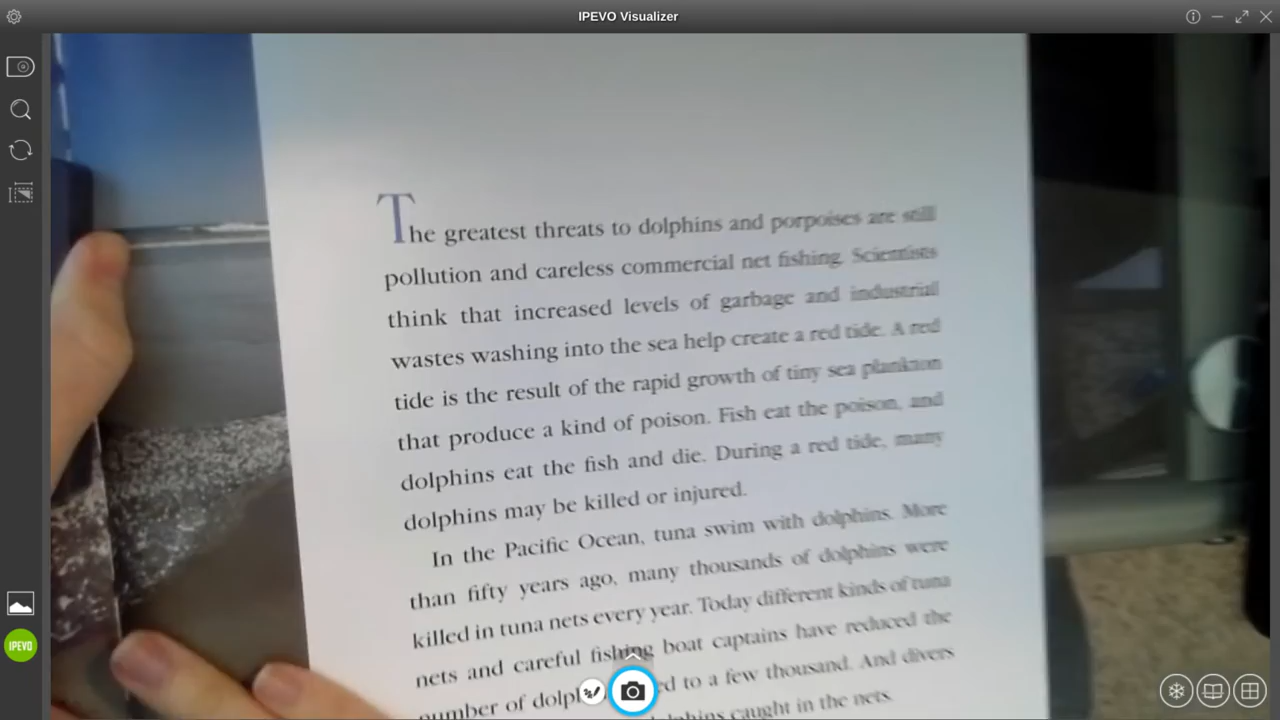 IPEVO Visualizer
The greatest threats to dolphins and porpoises are still
pollution and careless commercial net fishing. Scientists
think that increased levels of garbage and industrial
wastes washing into the sea help create a red tide. A red
tide is the result of the rapid growth of tiny sea plankton
that produce a kind of poison. Fish eat the poison, and
dolphins eat the fish and die. During a red tide, many
dolphins may be killed or injured.
In the Pacific Ocean, tuna swim with dolphins. More
than fifty years ago, many thousands of dolphins were
killed in tuna nets every year. Today different kinds of tuna
nets and careful fishing boat captains have reduced the
number of to a few thousand. And divers
caught in the nets.
IPEVO